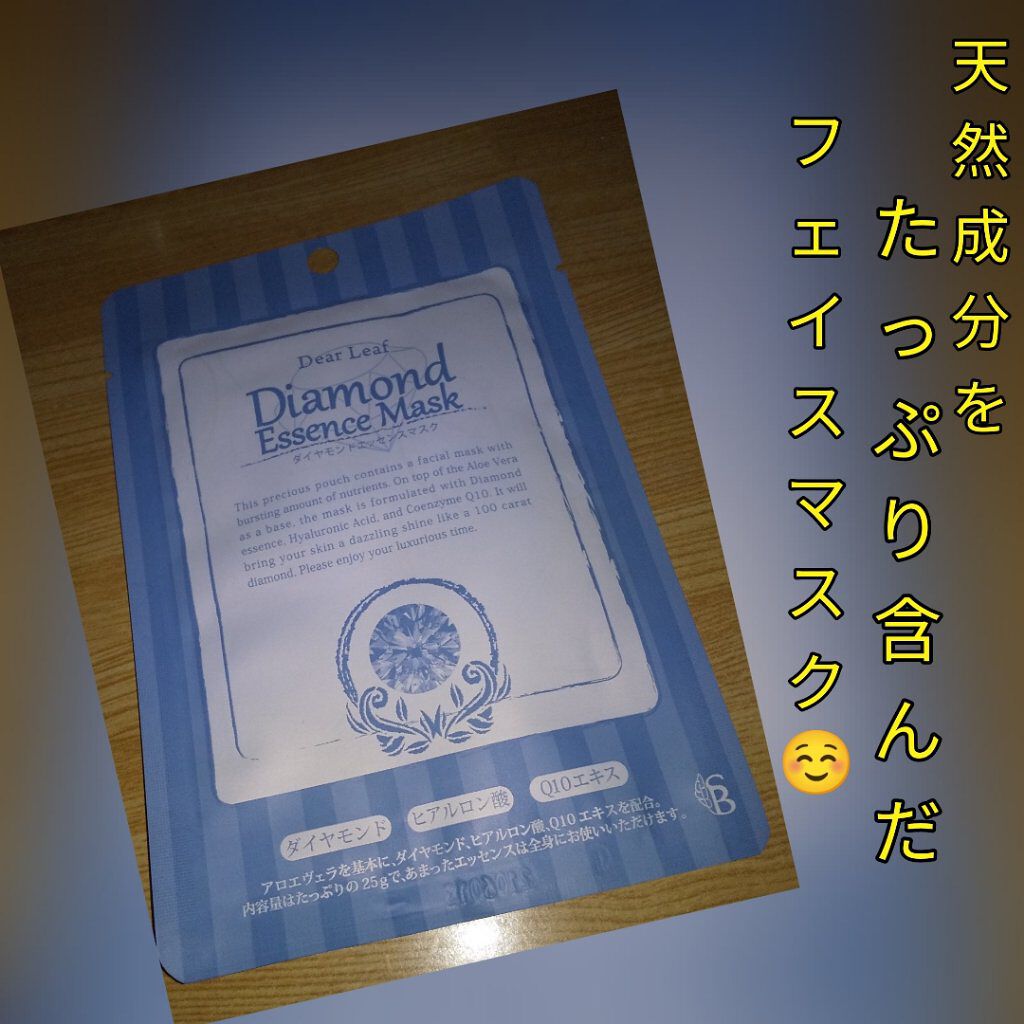 天然成分を
たっぷり含んだ
フェイスマスク☺️
Dear Leaf
Diamond
Essence Mask
ダイヤモンドエッセンスマスク
This precious pouch contains a facial mask with
bursting amount of nutrients. On top of the Aloe Vera
as a base, the mask is formulated with Diamond
essence, Hyaluronic Acid, and Coenzyme Q10. It will
bring your skin a dazzling shine like a 100 carat
diamond. Please enjoy your luxurious time.
ダイヤモンド
ヒアルロン酸
Q10エキス
アロエヴェラを基本に、ダイヤモンド、ヒアルロン酸、Q10 エキスを配合。
内容量はたっぷりの 25gで、あまったエッセンスは全身にお使いいただけます。